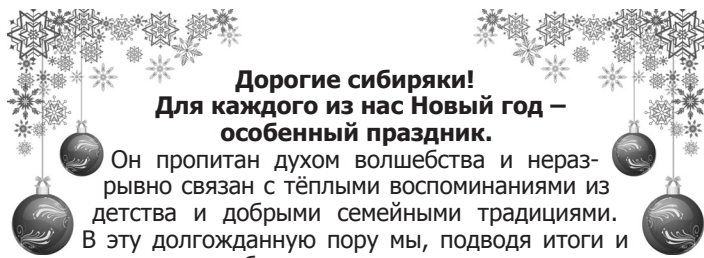 Дорогие сибиряки!
Для каждого из нас Новый год –
особенный праздник.
Он пропитан духом волшебства и нераз-
рывно связан с тёплыми воспоминаниями из
детства и добрыми семейными традициями.
В эту долгожданную пору мы, подводя итоги и